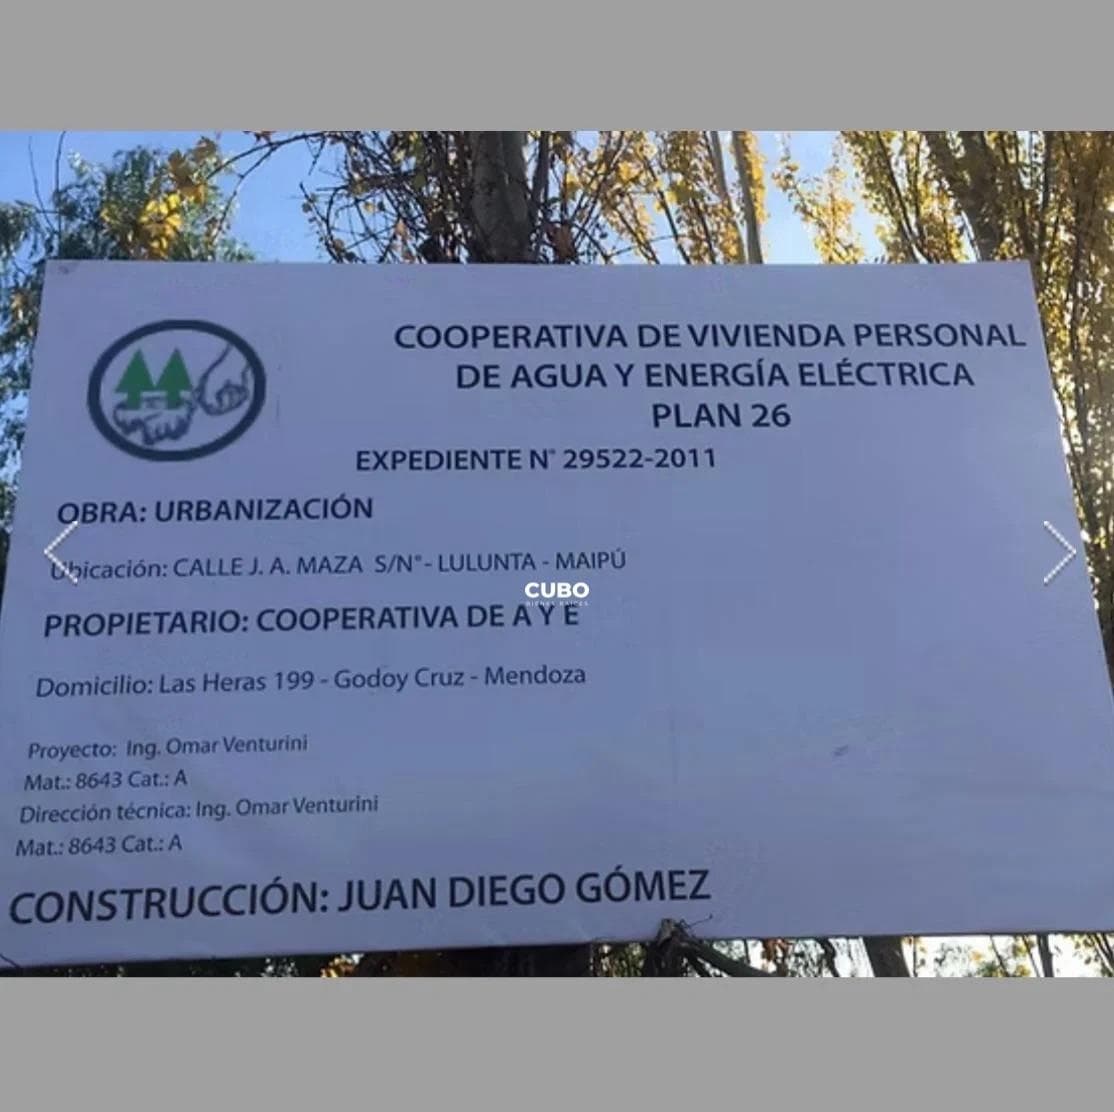 COOPERATIVA DE VIVIENDA PERSONAL
DE AGUA Y ENERGÍA ELÉCTRICA
PLAN 26
EXPEDIENTE N° 29522-2011
OBRA: URBANIZACIÓN
Ubicación: CALLE J. A. MAZA S/N° - LULUNTA - MAIPÚ
CUBO
BIENES RAICES
PROPIETARIO: COOPERATIVA DE A Y E
Domicilio: Las Heras 199 - Godoy Cruz - Mendoza
Proyecto: Ing. Omar Venturini
Mat.: 8643 Cat.: A
Dirección técnica: Ing. Omar Venturini
Mat.: 8643 Cat.: A
CONSTRUCCIÓN: JUAN DIEGO GÓMEZ